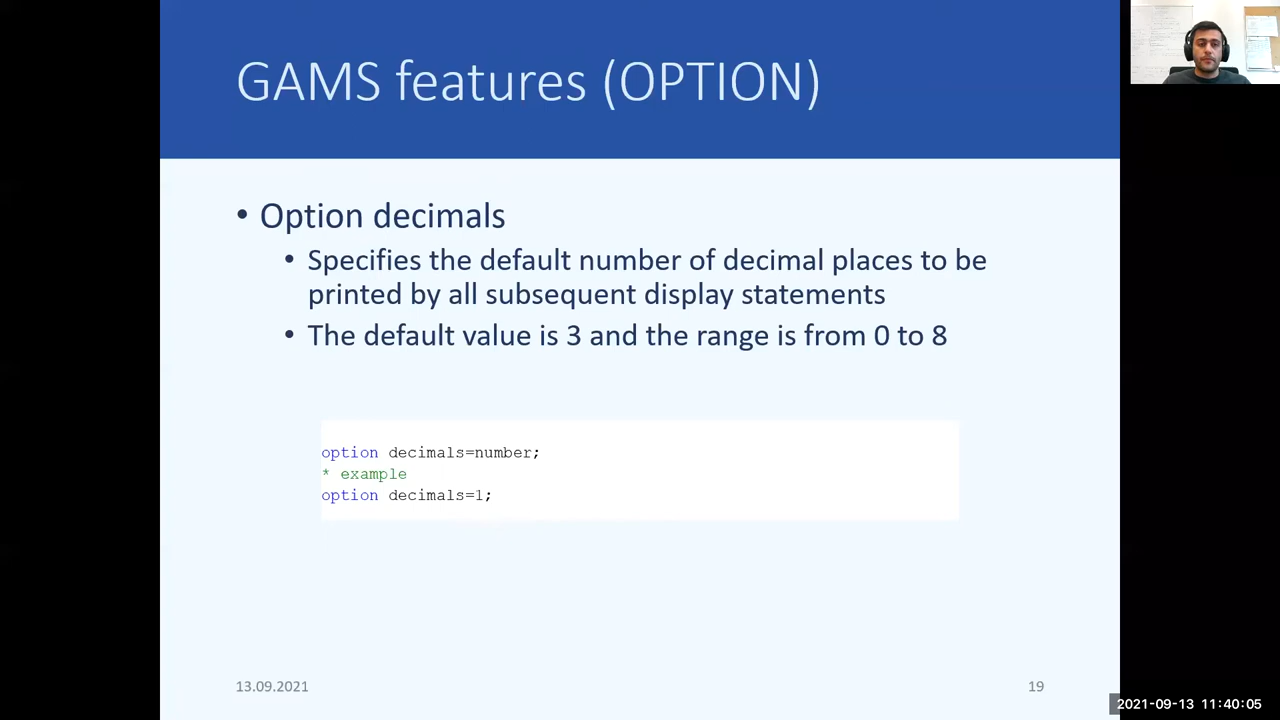 GAMS features (OPTION)
• Option decimals
• Specifies the default number of decimal places to be
printed by all subsequent display statements
• The default value is 3 and the range is from 0 to 8
option decimals=number;
* example
option decimals=1;
13.09.2021
19
2021-09-13 11:40:05